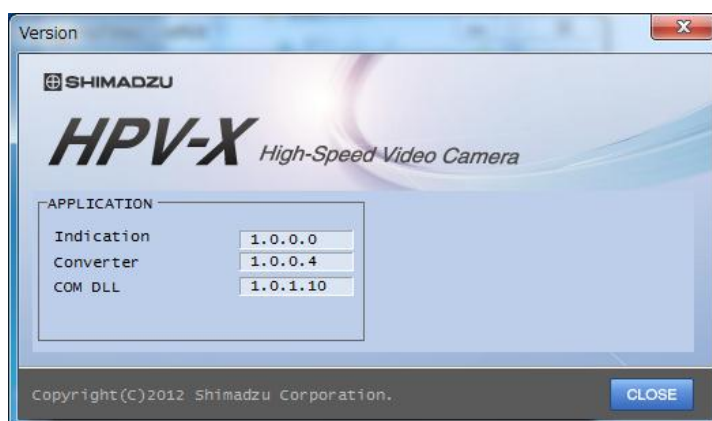 Version
SHIMADZU
HPV-X High-Speed Video Camera
APPLICATION
Indication 1.0.0.0
Converter 1.0.0.4
COM DLL 1.0.1.10
Copyright(C)2012 Shimadzu Corporation.
CLOSE